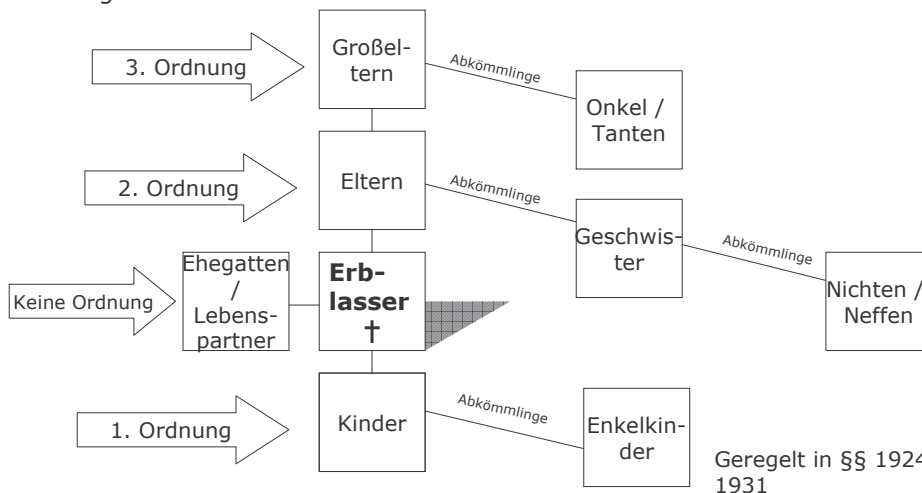 3. Ordnung
Großel-
tern
Abkömmlinge
Onkel /
Tanten
2. Ordnung
Eltern
Abkömmlinge
Geschwis-
ter
Abkömmlinge
Nichten /
Neffen
Keine Ordnung
Ehegatten
/
Lebens-
partner
Erb-
lasser
†
1. Ordnung
Kinder
Abkömmlinge
Enkelkin-
der
Geregelt in §§ 1924
1931